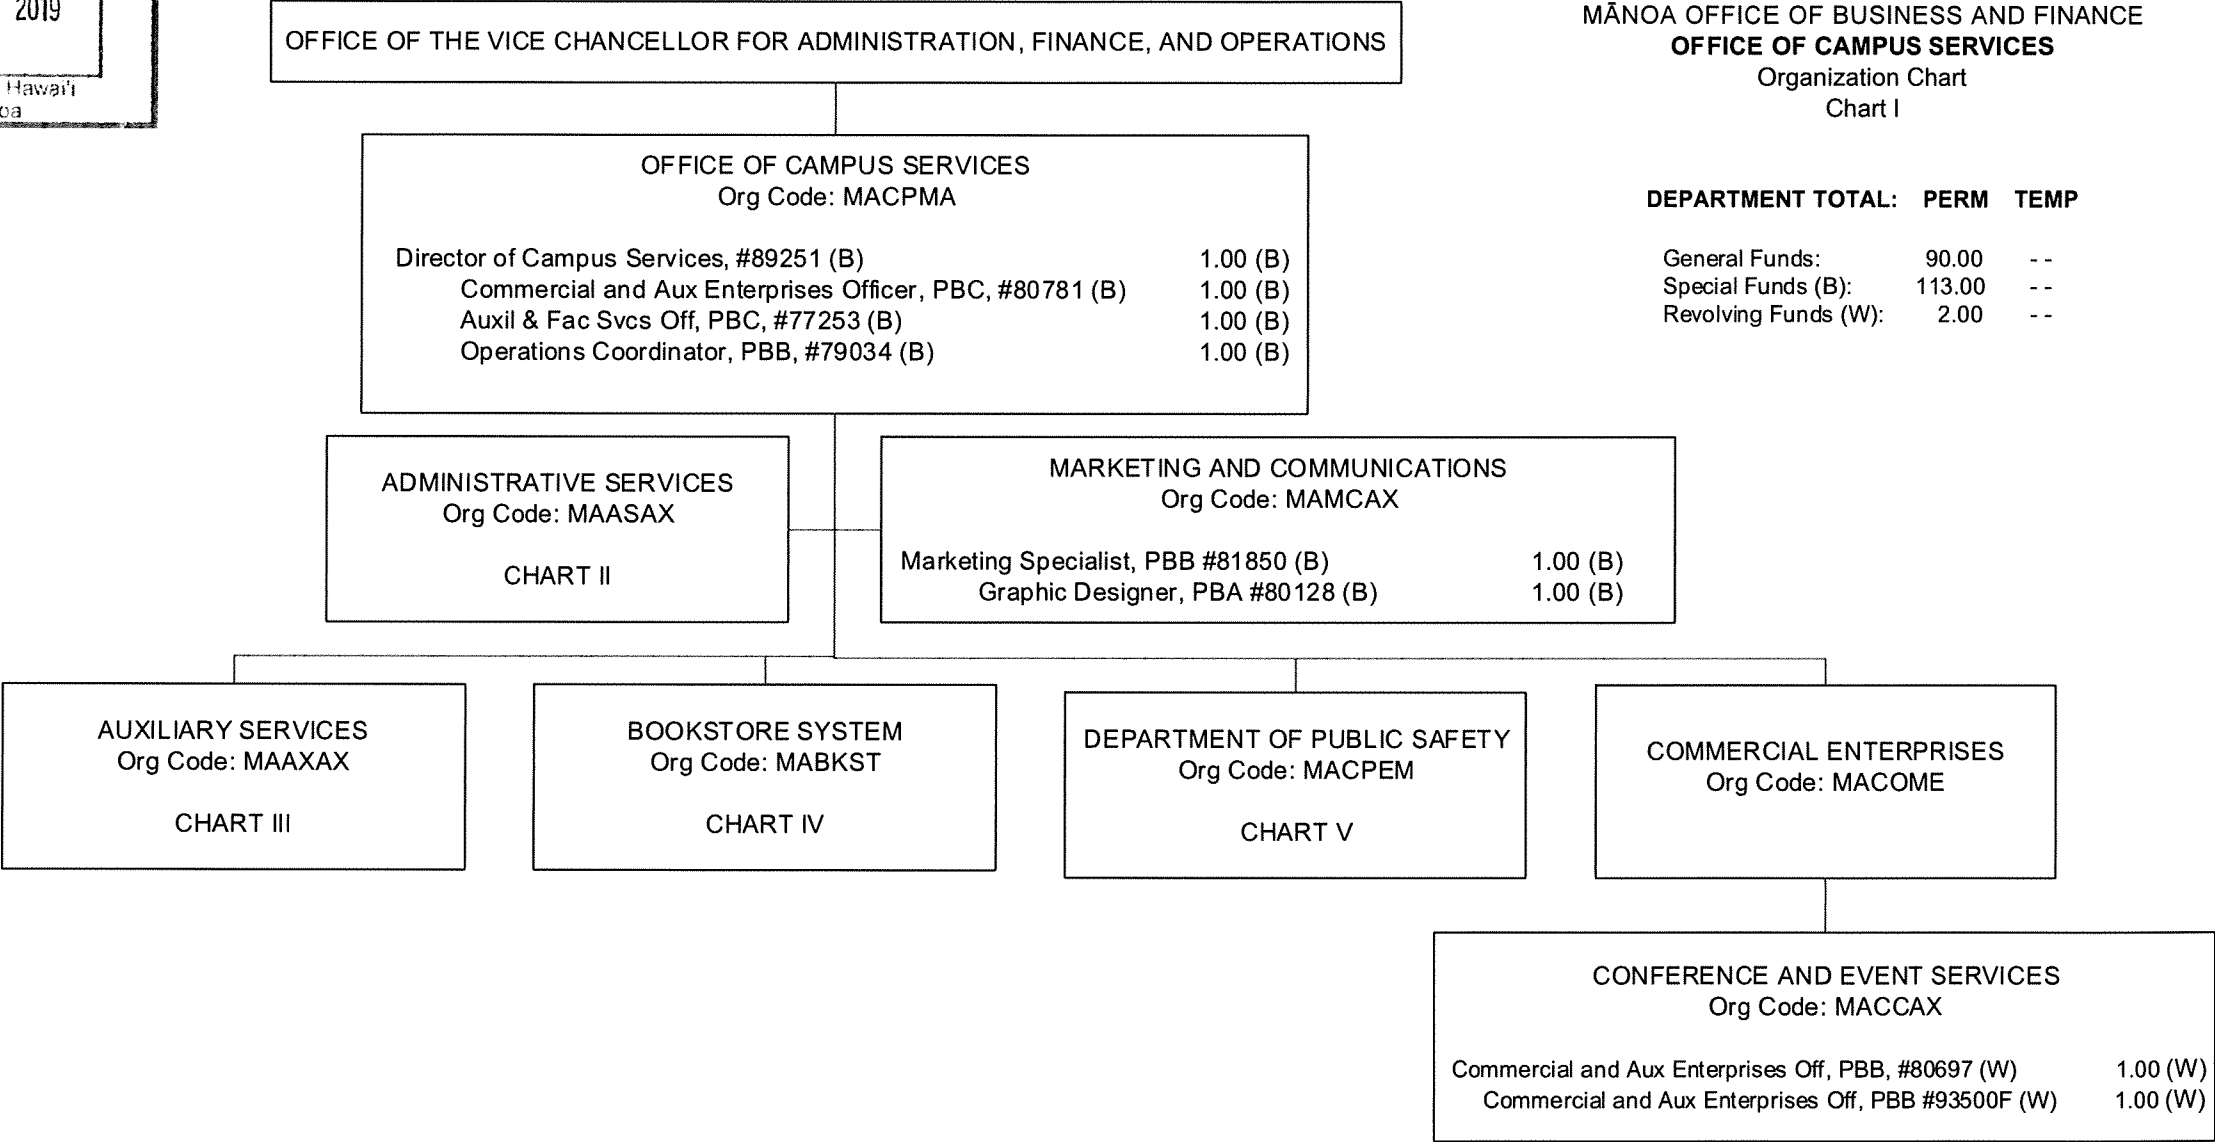 2019
Hawai'i
oa
OFFICE OF THE VICE CHANCELLOR FOR ADMINISTRATION, FINANCE, AND OPERATIONS
MĀNOA OFFICE OF BUSINESS AND FINANCE
OFFICE OF CAMPUS SERVICES
Organization Chart
Chart I
DEPARTMENT TOTAL: PERM TEMP
General Funds: 90.00 - -
Special Funds (B): 113.00 - -
Revolving Funds (W): 2.00 - -
OFFICE OF CAMPUS SERVICES
Org Code: MACPMA
Director of Campus Services, #89251 (B) 1.00 (B)
Commercial and Aux Enterprises Officer, PBC, #80781 (B) 1.00 (B)
Auxil & Fac Svcs Off, PBC, #77253 (B) 1.00 (B)
Operations Coordinator, PBB, #79034 (B) 1.00 (B)
ADMINISTRATIVE SERVICES
Org Code: MAASAX
CHART II
MARKETING AND COMMUNICATIONS
Org Code: MAMCAX
Marketing Specialist, PBB #81850 (B) 1.00 (B)
Graphic Designer, PBA #80128 (B) 1.00 (B)
AUXILIARY SERVICES
Org Code: MAAXAX
CHART III
BOOKSTORE SYSTEM
Org Code: MABKST
CHART IV
DEPARTMENT OF PUBLIC SAFETY
Org Code: MACPEM
CHART V
COMMERCIAL ENTERPRISES
Org Code: MACOME
CONFERENCE AND EVENT SERVICES
Org Code: MACCAX
Commercial and Aux Enterprises Off, PBB, #80697 (W) 1.00 (W)
Commercial and Aux Enterprises Off, PBB #93500F (W) 1.00 (W)